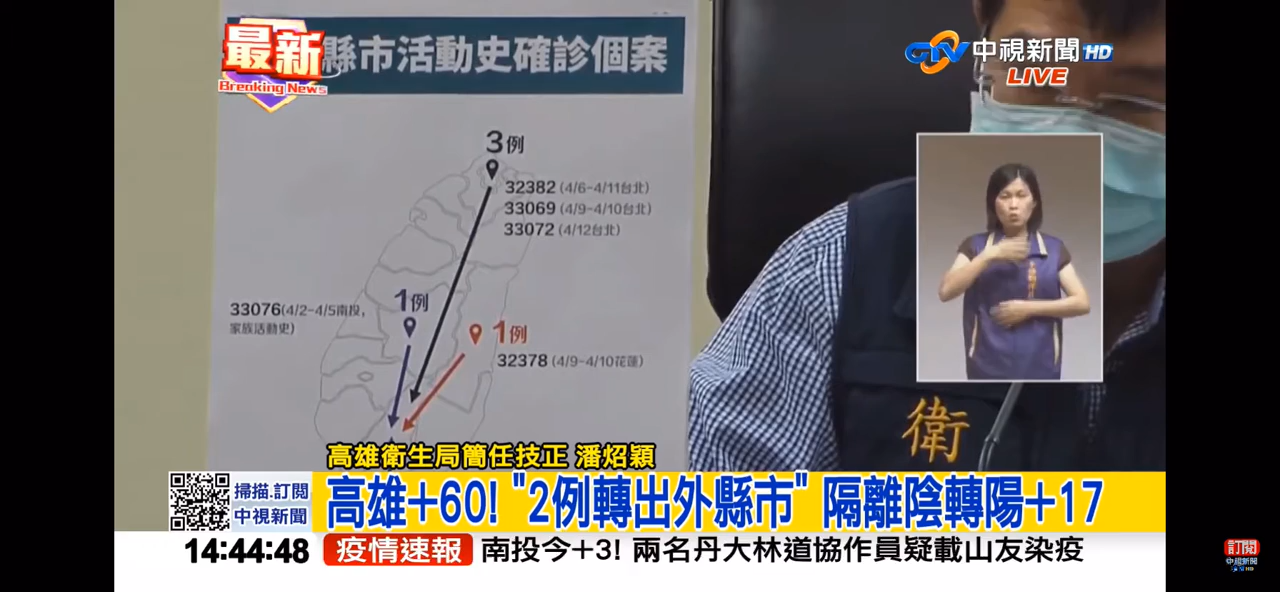 最新
Breaking News
縣市活動史確診個案
CTV 中視新聞 HD
LIVE
3例
32382 (4/6-4/11台北)
33069 (4/9-4/10台北)
33072 (4/12台北)
1例
33076(4/2-4/5南投,
家族活動史)
1例
32378 (4/9-4/10花蓮)
衛
高雄衛生局簡任技正 潘炤穎
掃描.訂閱
中視新聞
高雄+60! "2例轉出外縣市" 隔離陰轉陽+17
14:44:48 疫情速報 南投今+3! 兩名丹大林道協作員疑載山友染疫
訂閱
中視新聞
HD